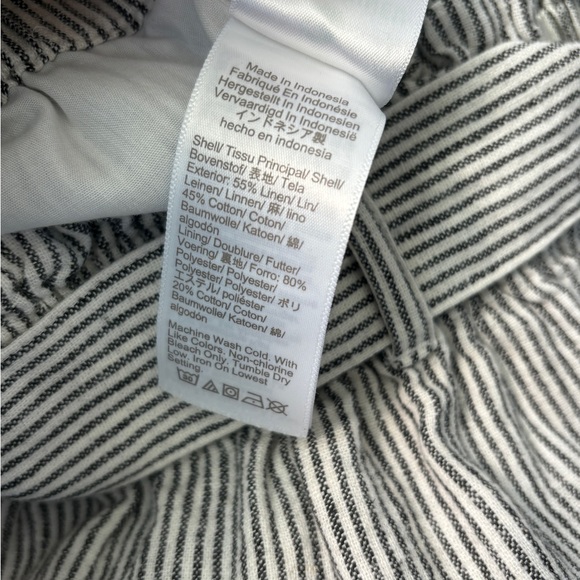 Made In Indonesia
Fabriqué En Indonésie
Hergestellt In Indonesien
Vervaardigd In Indonesië
インドネシア製
hecho en indonesia
Shell/ Tissu Principal/ Shell/
Bovenstof/ 表地/ Tela
Exterior: 55% Linen/ Lin/
Leinen/ Linnen/ 麻/ lino
45% Cotton/ Coton/
Baumwolle/ Katoen/ 綿/
algodón
Lining/ Doublure/ Futter/
Voering/ 裏地/ Forro: 80%
Polyester/ Polyester/
Polyester/ Polyester/ ポリ
エステル/ poliéster
20% Cotton/ Coton/
Baumwolle/ Katoen/ 綿/
algodón
Machine Wash Cold. With
Like Colors. Non-chlorine
Bleach Only. Tumble Dry
Low. Iron On Lowest
Setting.